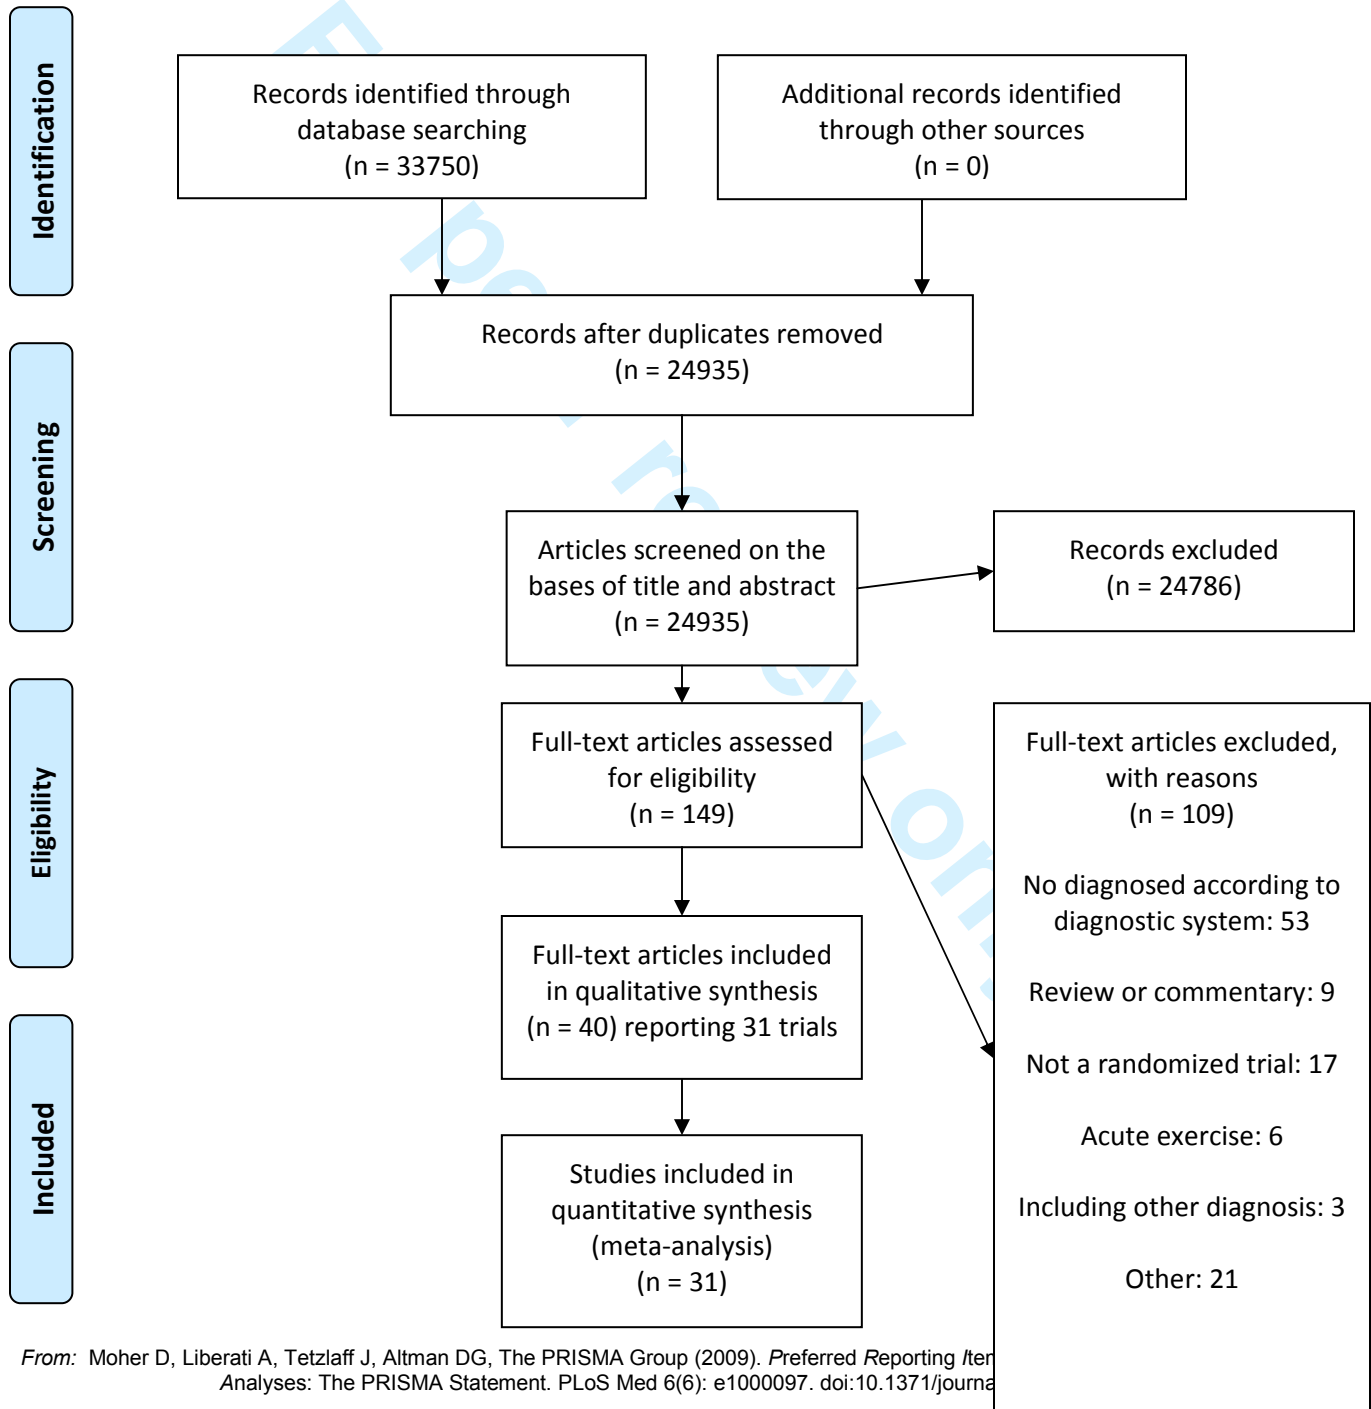 Identification
Records identified through
database searching
(n = 33750)
Additional records identified
through other sources
(n = 0)
Records after duplicates removed
(n = 24935)
Screening
Articles screened on the
bases of title and abstract
(n = 24935)
Records excluded
(n = 24786)
Eligibility
Full-text articles assessed
for eligibility
(n = 149)
Full-text articles excluded,
with reasons
(n = 109)
No diagnosed according to
diagnostic system: 53
Review or commentary: 9
Not a randomized trial: 17
Acute exercise: 6
Including other diagnosis: 3
Other: 21
Full-text articles included
in qualitative synthesis
(n = 40) reporting 31 trials
Included
Studies included in
quantitative synthesis
(meta-analysis)
(n = 31)
From: Moher D, Liberati A, Tetzlaff J, Altman DG, The PRISMA Group (2009). Preferred Reporting
Analyses: The PRISMA Statement. PLoS Med 6(6): e1000097. doi:10.1371/journa